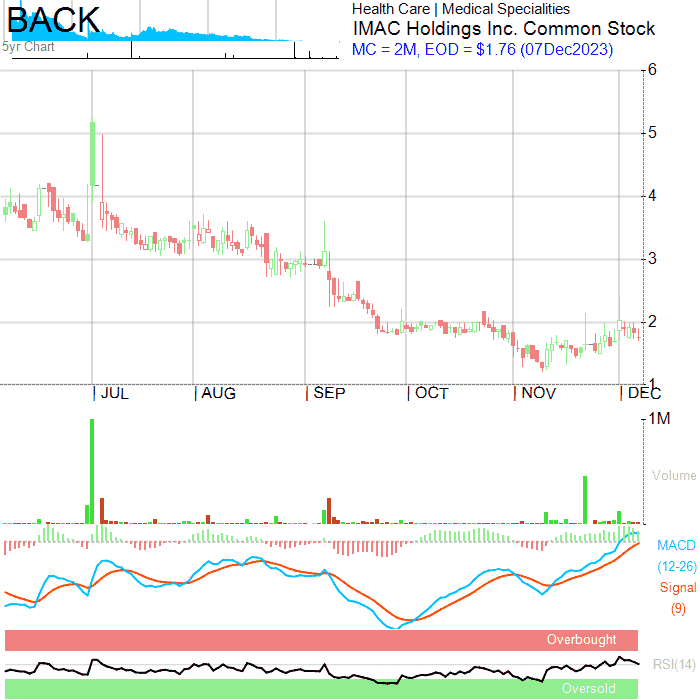 BACK
5yr Chart
Health Care | Medical Specialities
IMAC Holdings Inc. Common Stock
MC = 2M, EOD = $1.76 (07Dec2023)
6
5
4
3
2
1
JUL
AUG
SEP
OCT
NOV
DEC
1M
Volume
MACD
(12-26)
Signal
(9)
Overbought
RSI(14)
Oversold